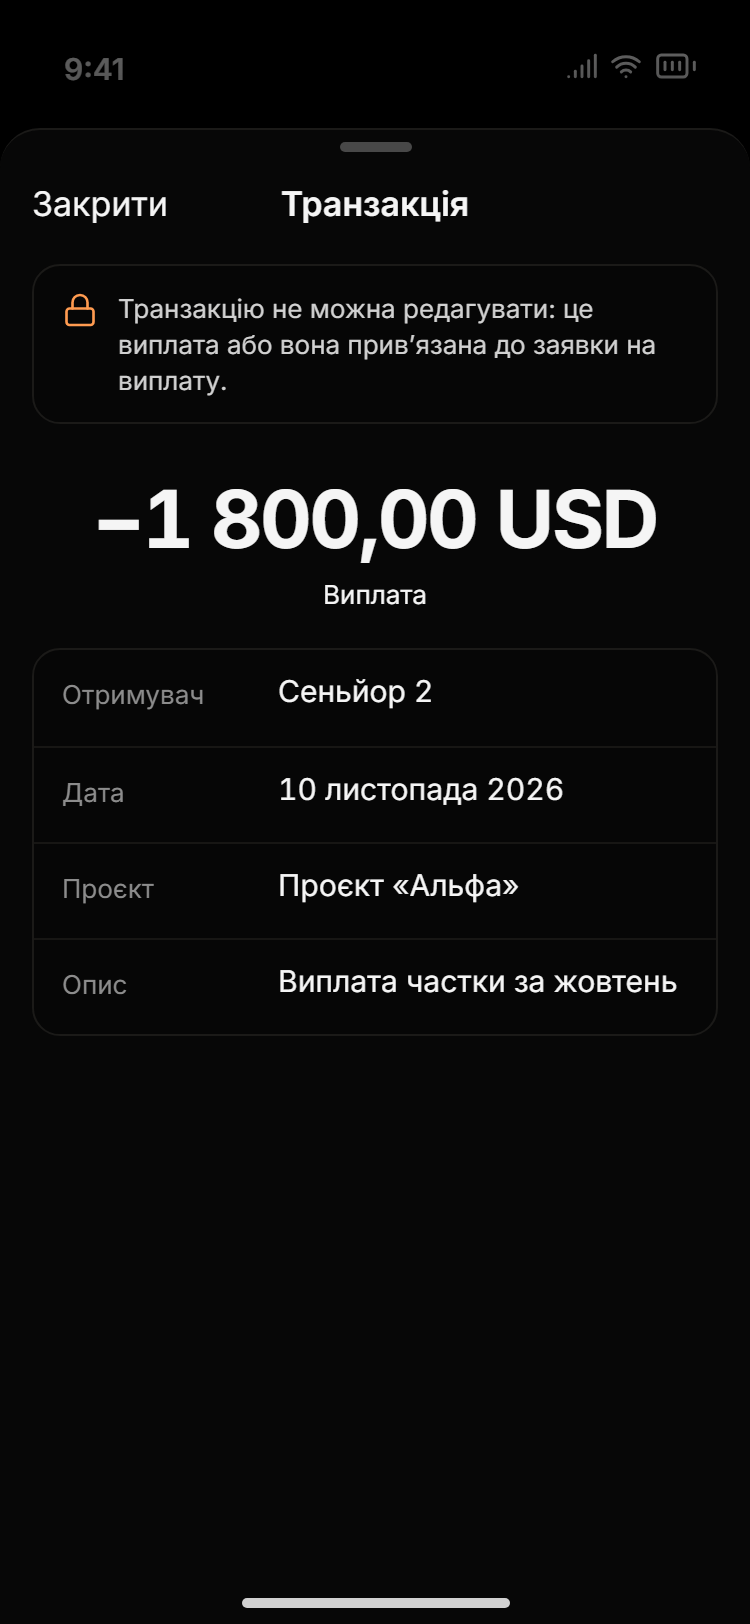 9:41
Закрити
Транзакція
Транзакцію не можна редагувати: це
виплата або вона прив’язана до заявки на
виплату.
−1 800,00 USD
Виплата
Отримувач
Сеньйор 2
Дата
10 листопада 2026
Проєкт
Проєкт «Альфа»
Опис
Виплата частки за жовтень